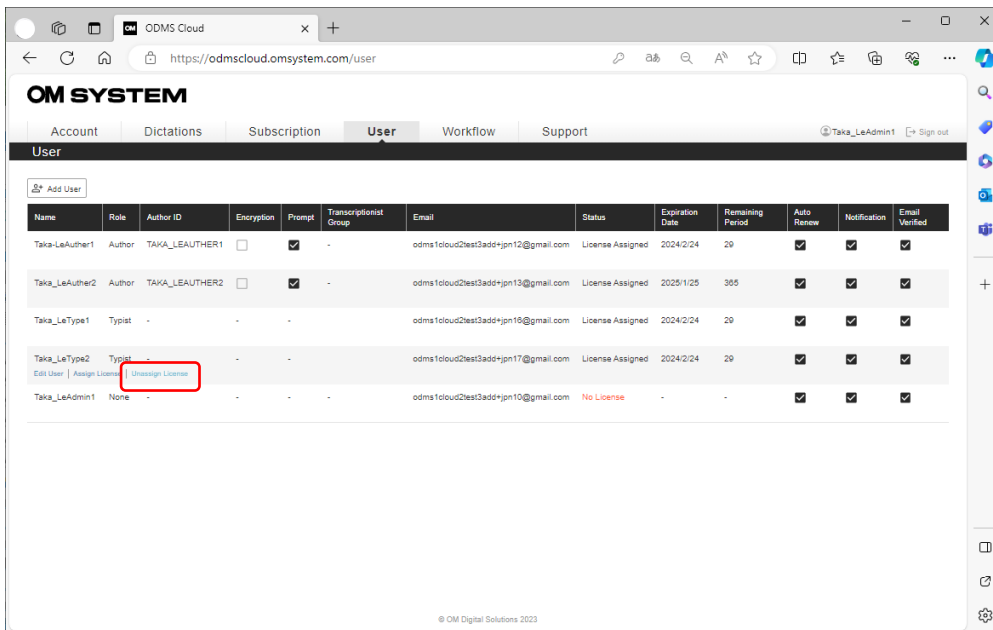 OM ODMS Cloud
https://odmscloud.omsystem.com/user
OM SYSTEM
Account Dictations Subscription User Workflow Support Taka_LeAdmin1 Sign out
User
Add User
Name Role Author ID Encryption Prompt Transcriptionist Group Email Status Expiration Date Remaining Period Auto Renew Notification Email Verified
Taka-LeAuther1 Author TAKA_LEAUTHER1 - odms1cloud2test3add+jpn12@gmail.com License Assigned 2024/2/24 29
Taka_LeAuther2 Author TAKA_LEAUTHER2 - odms1cloud2test3add+jpn13@gmail.com License Assigned 2025/1/25 365
Taka_LeType1 Typist - - - odms1cloud2test3add+jpn16@gmail.com License Assigned 2024/2/24 29
Taka_LeType2 Typist - - - odms1cloud2test3add+jpn17@gmail.com License Assigned 2024/2/24 29
Edit User | Assign License | Unassign License
Taka_LeAdmin1 None - - - - odms1cloud2test3add+jpn10@gmail.com No License - -
© OM Digital Solutions 2023